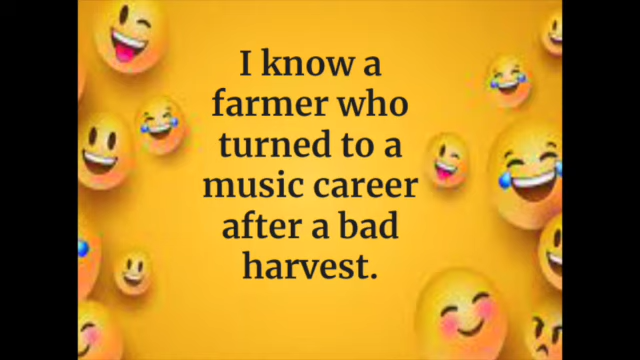 I know a
farmer who
turned to a
music career
after a bad
harvest.